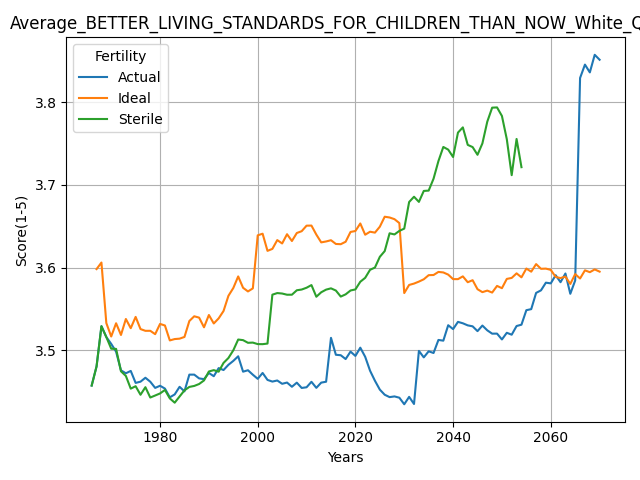 Average_BETTER_LIVING_STANDARDS_FOR_CHILDREN_THAN_NOW_White_Q
Fertility
Actual
Ideal
Sterile
Score(1-5)
3.8
3.7
3.6
3.5
1980 2000 2020 2040 2060
Years